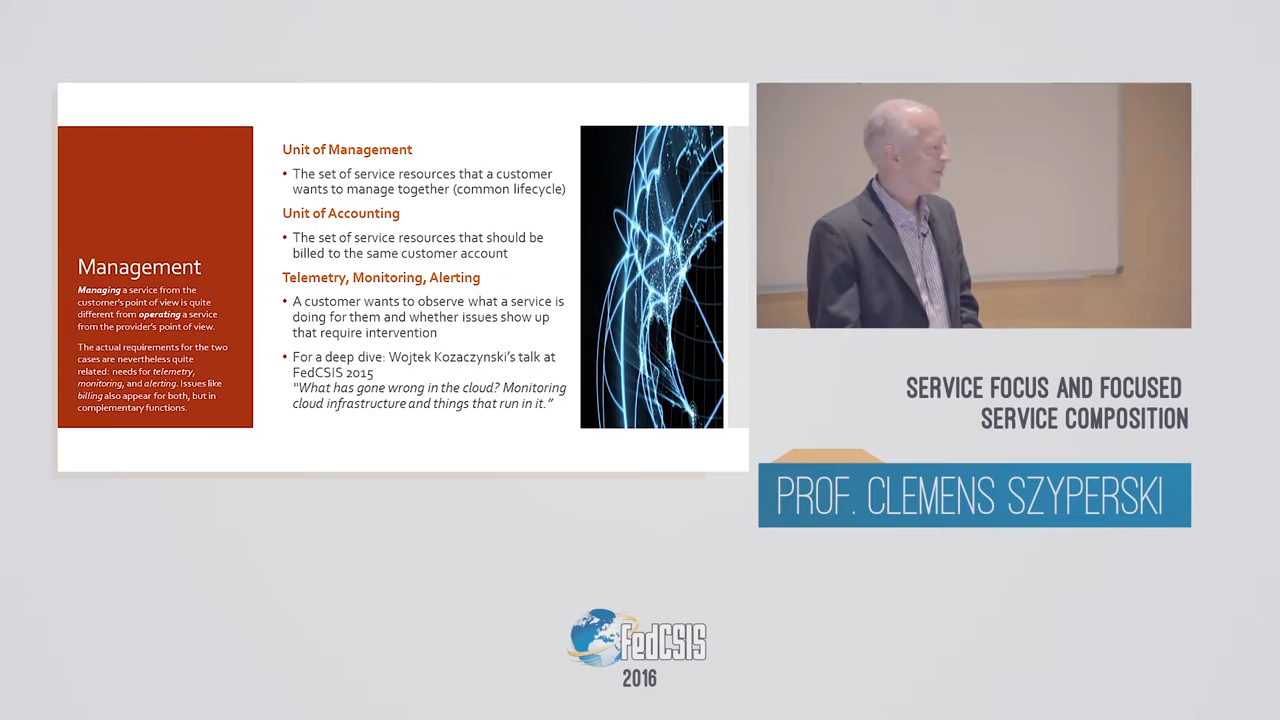 Management
Managing a service from the
customer's point of view is quite
different from operating a service
from the provider's point of view.
The actual requirements for the two
cases are nevertheless quite
related: needs for telemetry,
monitoring, and alerting. Issues like
billing also appear for both, but in
complementary functions.
Unit of Management
• The set of service resources that a customer
wants to manage together (common lifecycle)
Unit of Accounting
• The set of service resources that should be
billed to the same customer account
Telemetry, Monitoring, Alerting
• A customer wants to observe what a service is
doing for them and whether issues show up
that require intervention
• For a deep dive: Wojtek Kozaczynski's talk at
FedCSIS 2015
"What has gone wrong in the cloud? Monitoring
cloud infrastructure and things that run in it."
SERVICE FOCUS AND FOCUSED
SERVICE COMPOSITION
PROF. CLEMENS SZYPERSKI
FedCSIS
2016